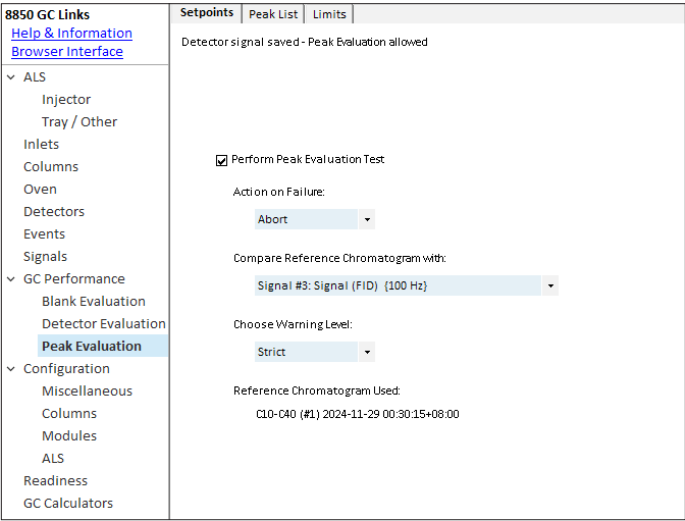 8850 GC Links
Help & Information
Browser Interface
ALS
Injector
Tray / Other
Inlets
Columns
Oven
Detectors
Events
Signals
GC Performance
Blank Evaluation
Detector Evaluation
Peak Evaluation
Configuration
Miscellaneous
Columns
Modules
ALS
Readiness
GC Calculators
Setpoints Peak List Limits
Detector signal saved - Peak Evaluation allowed
Perform Peak Evaluation Test
Action on Failure:
Abort
Compare Reference Chromatogram with:
Signal #3: Signal (FID) {100 Hz}
Choose Warning Level:
Strict
Reference Chromatogram Used:
C10-C40 (#1) 2024-11-29 00:30:15+08:00